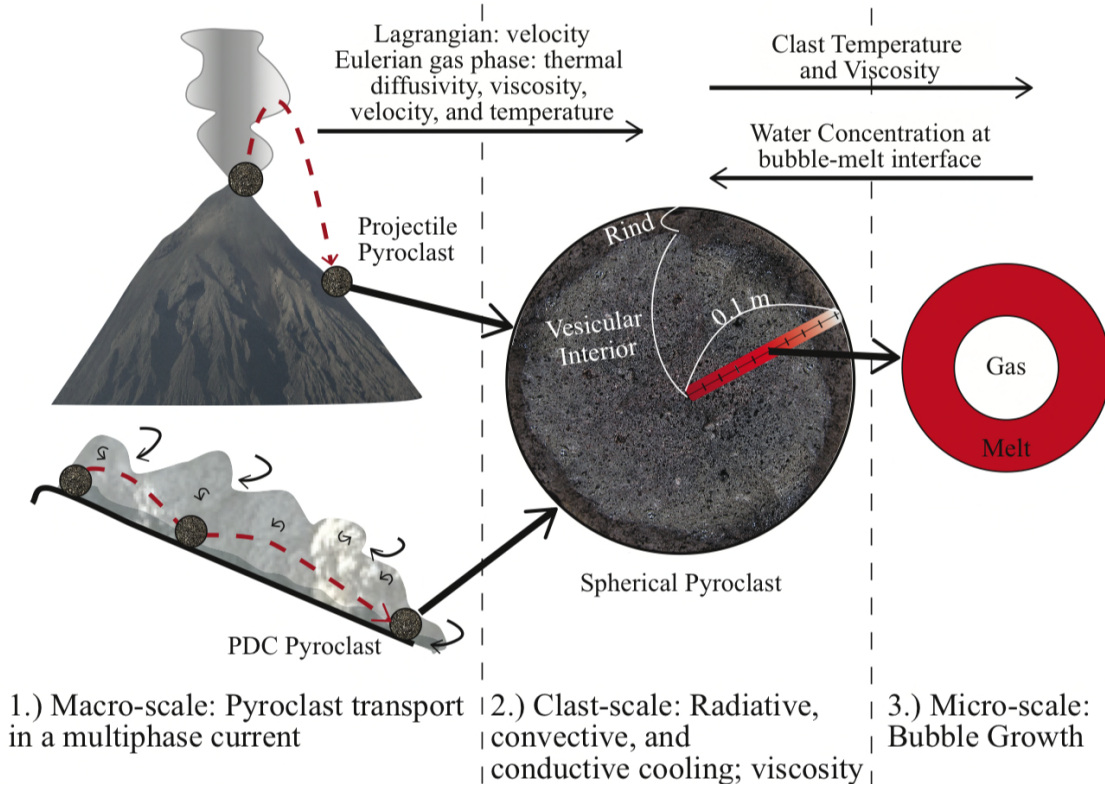 Lagrangian: velocity
Eulerian gas phase: thermal
diffusivity, viscosity,
velocity, and temperature
Clast Temperature
and Viscosity
Water Concentration at
bubble-melt interface
Projectile
Pyroclast
Rind
0.1 m
Vesicular
Interior
Gas
Melt
Spherical Pyroclast
PDC Pyroclast
1.) Macro-scale: Pyroclast transport
in a multiphase current
2.) Clast-scale: Radiative,
convective, and
conductive cooling; viscosity
3.) Micro-scale:
Bubble Growth